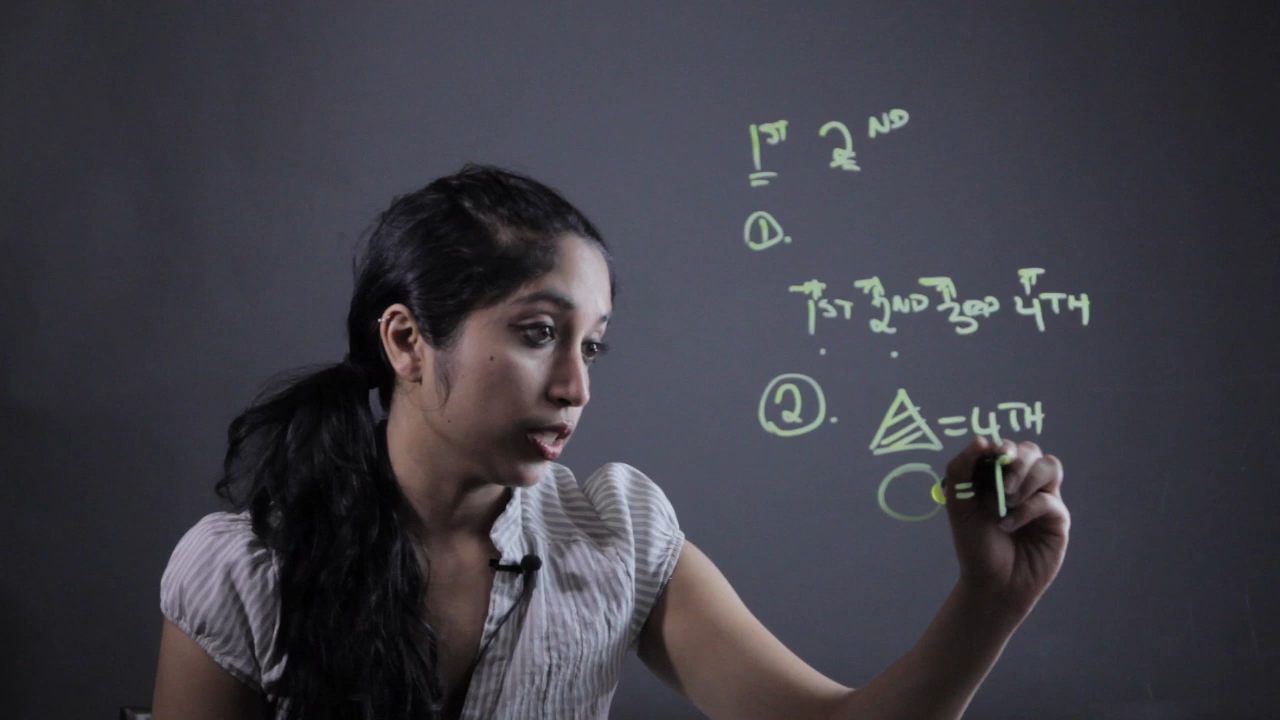 1ST 2ND
1.
1ST 2ND 3RD 4TH
2. = 4TH
= 1